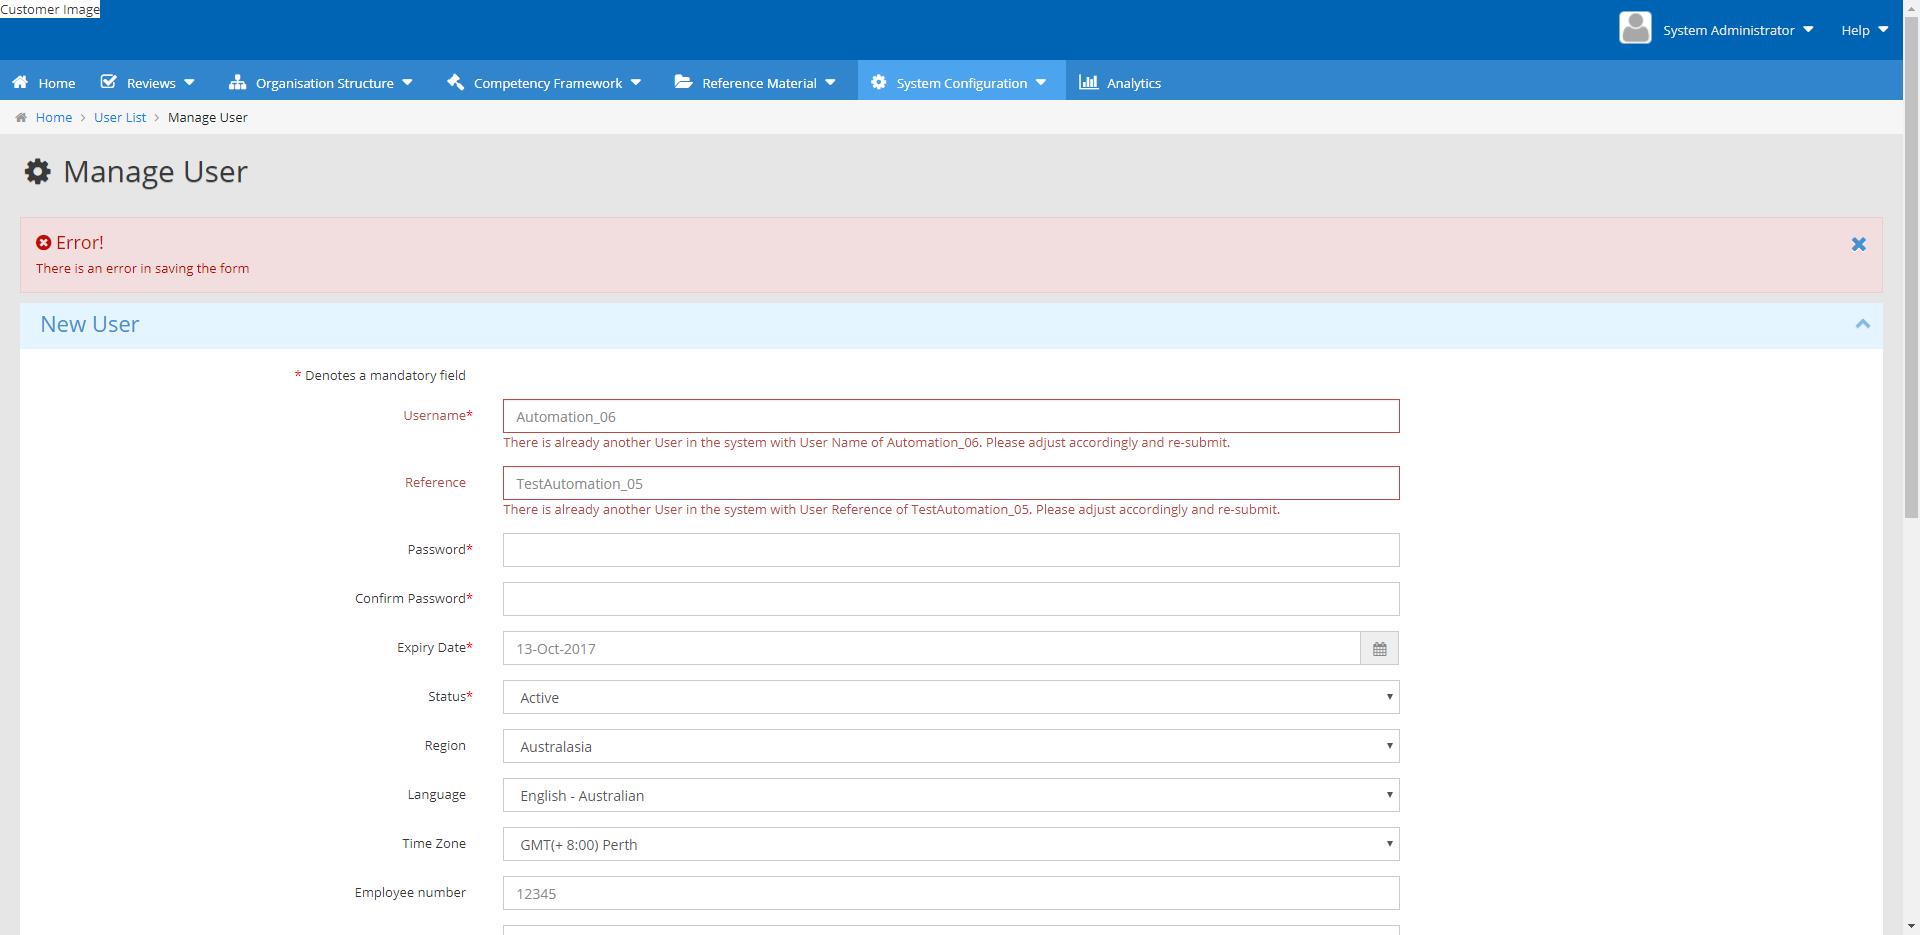 Customer Image
System Administrator Help
Home Reviews Organisation Structure Competency Framework Reference Material System Configuration Analytics
Home > User List > Manage User
Manage User
Error!
There is an error in saving the form
New User
* Denotes a mandatory field
Username* Automation_06
There is already another User in the system with User Name of Automation_06. Please adjust accordingly and re-submit.
Reference TestAutomation_05
There is already another User in the system with User Reference of TestAutomation_05. Please adjust accordingly and re-submit.
Password*
Confirm Password*
Expiry Date* 13-Oct-2017
Status* Active
Region Australasia
Language English - Australian
Time Zone GMT(+ 8:00) Perth
Employee number 12345